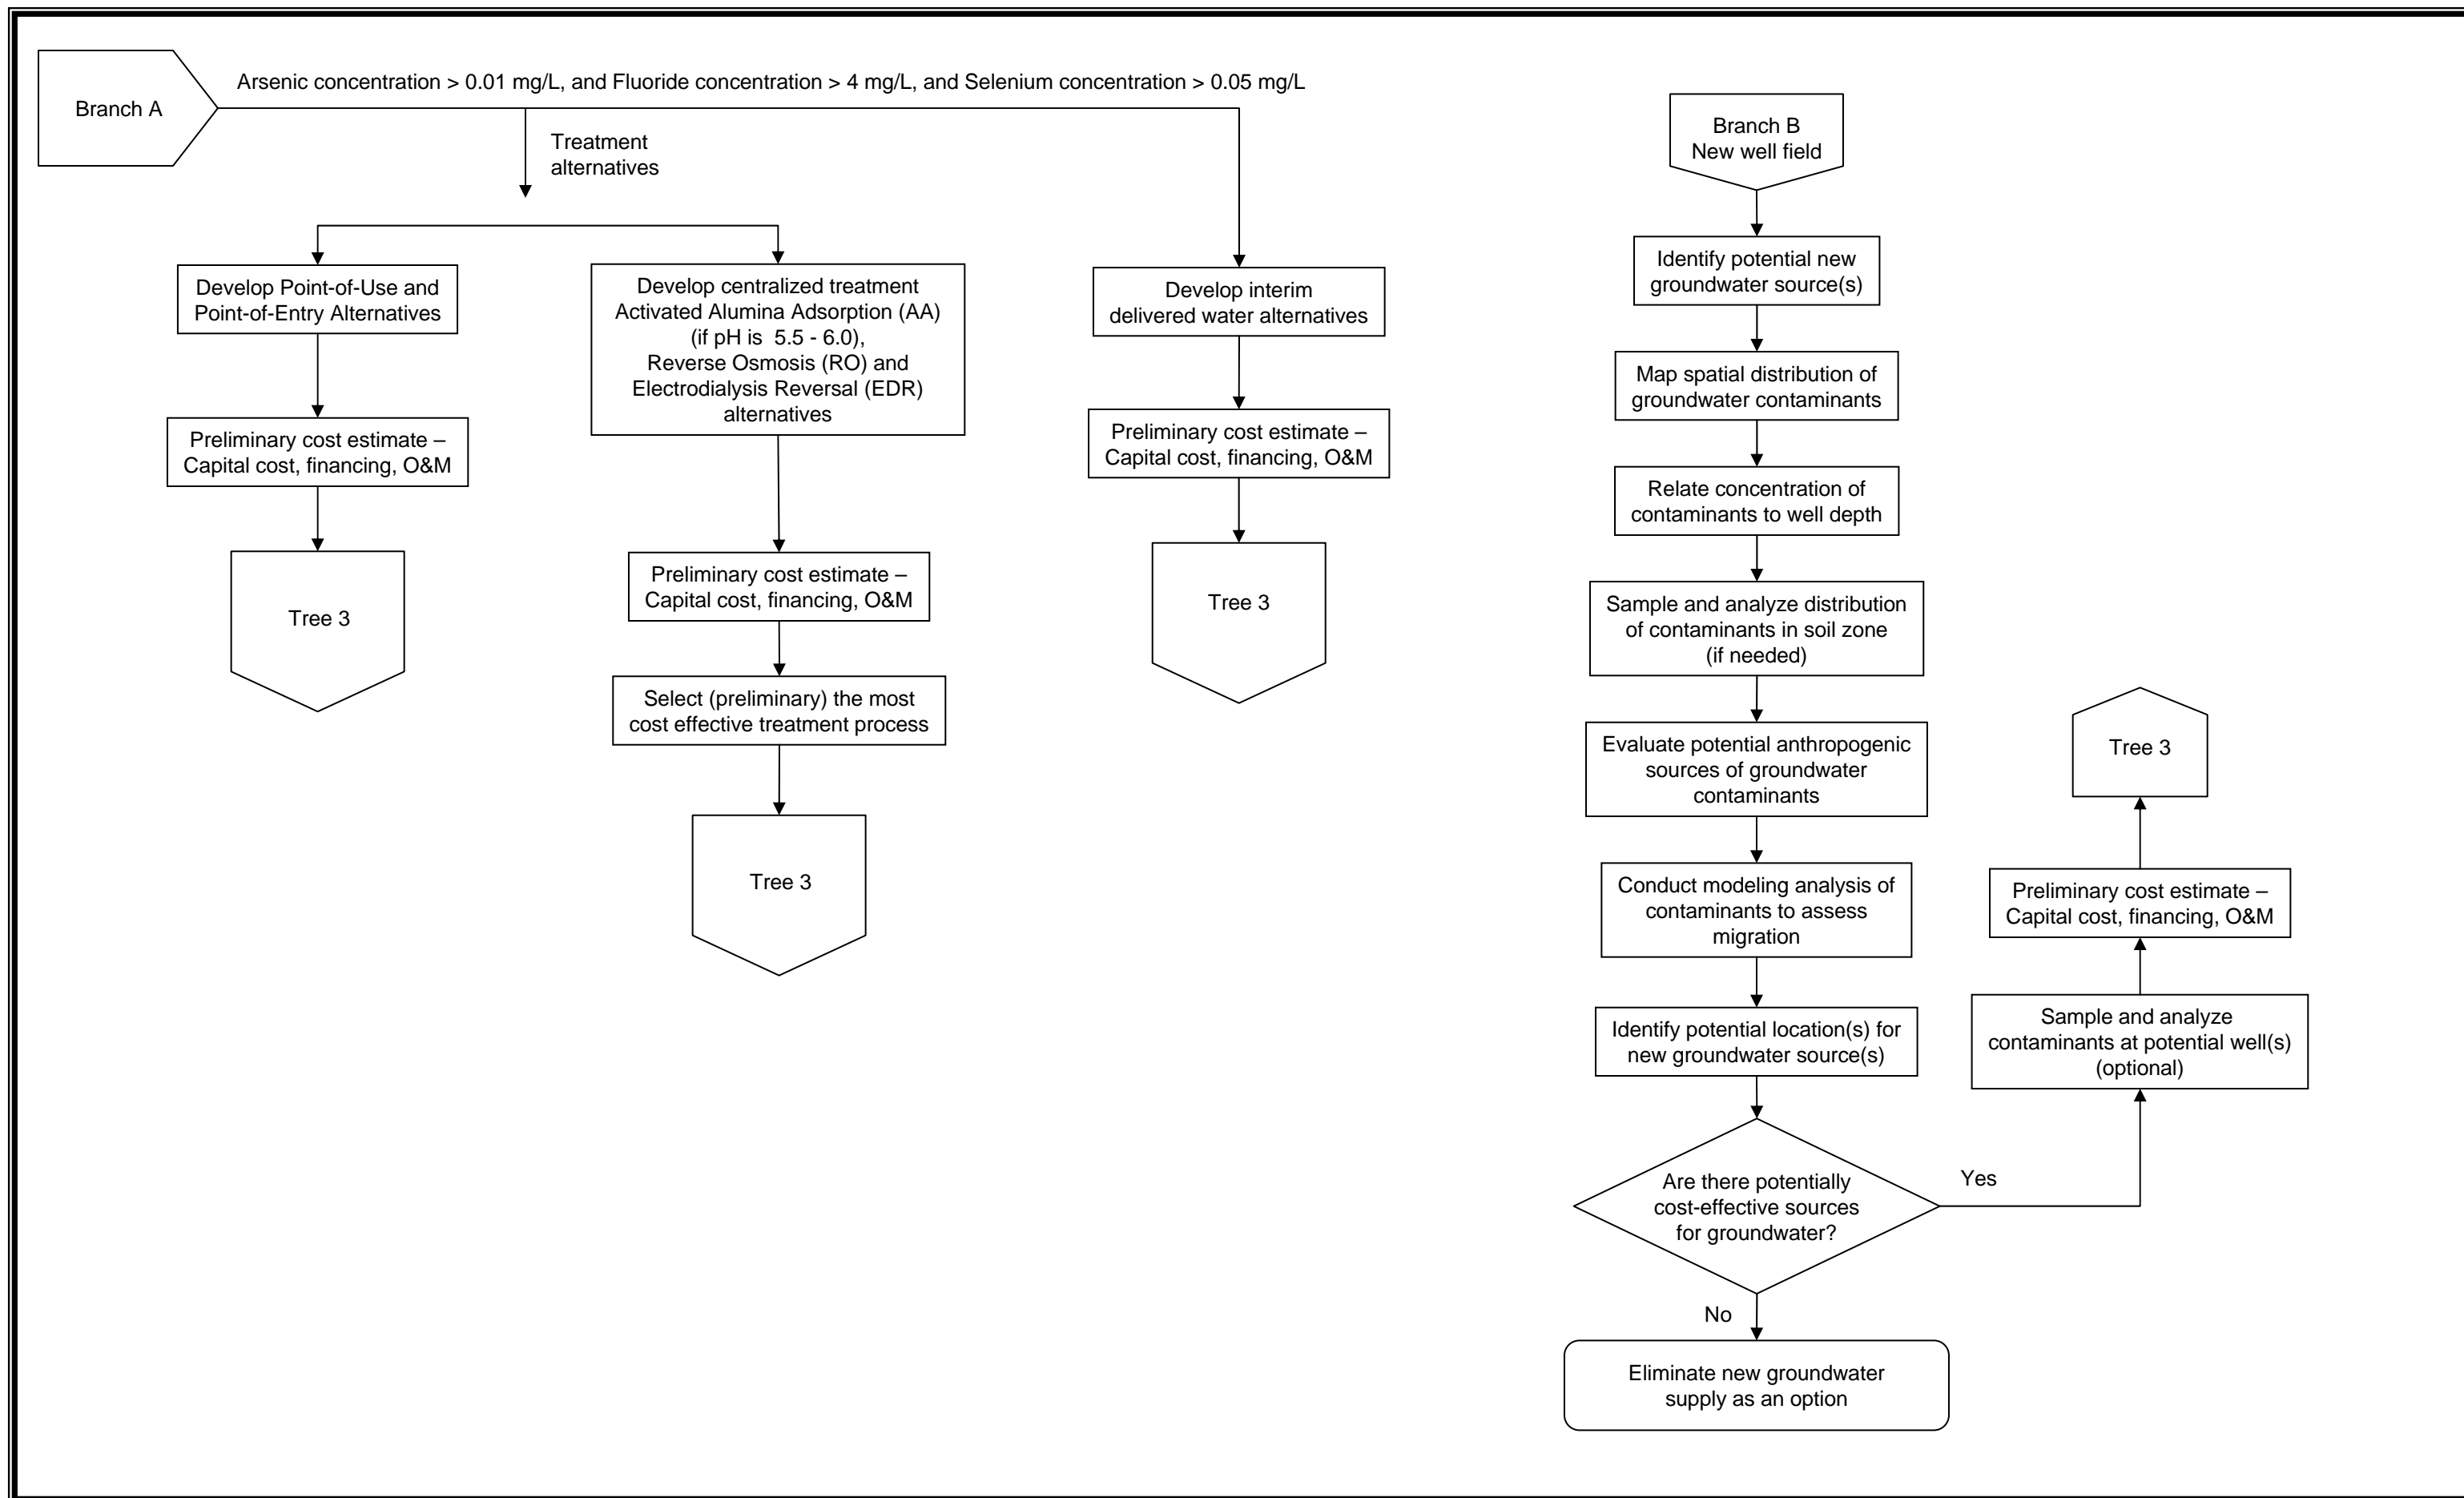 Branch A
Arsenic concentration > 0.01 mg/L, and Fluoride concentration > 4 mg/L, and Selenium concentration > 0.05 mg/L
Treatment
alternatives
Develop Point-of-Use and
Point-of-Entry Alternatives
Preliminary cost estimate –
Capital cost, financing, O&M
Tree 3
Develop centralized treatment
Activated Alumina Adsorption (AA)
(if pH is  5.5 - 6.0),
Reverse Osmosis (RO) and
Electrodialysis Reversal (EDR)
alternatives
Preliminary cost estimate –
Capital cost, financing, O&M
Select (preliminary) the most
cost effective treatment process
Tree 3
Develop interim
delivered water alternatives
Preliminary cost estimate –
Capital cost, financing, O&M
Tree 3
Branch B
New well field
Identify potential new
groundwater source(s)
Map spatial distribution of
groundwater contaminants
Relate concentration of
contaminants to well depth
Sample and analyze distribution
of contaminants in soil zone
(if needed)
Evaluate potential anthropogenic
sources of groundwater
contaminants
Conduct modeling analysis of
contaminants to assess
migration
Identify potential location(s) for
new groundwater source(s)
Are there potentially
cost-effective sources
for groundwater?
Yes
Sample and analyze
contaminants at potential well(s)
(optional)
Preliminary cost estimate –
Capital cost, financing, O&M
Tree 3
No
Eliminate new groundwater
supply as an option